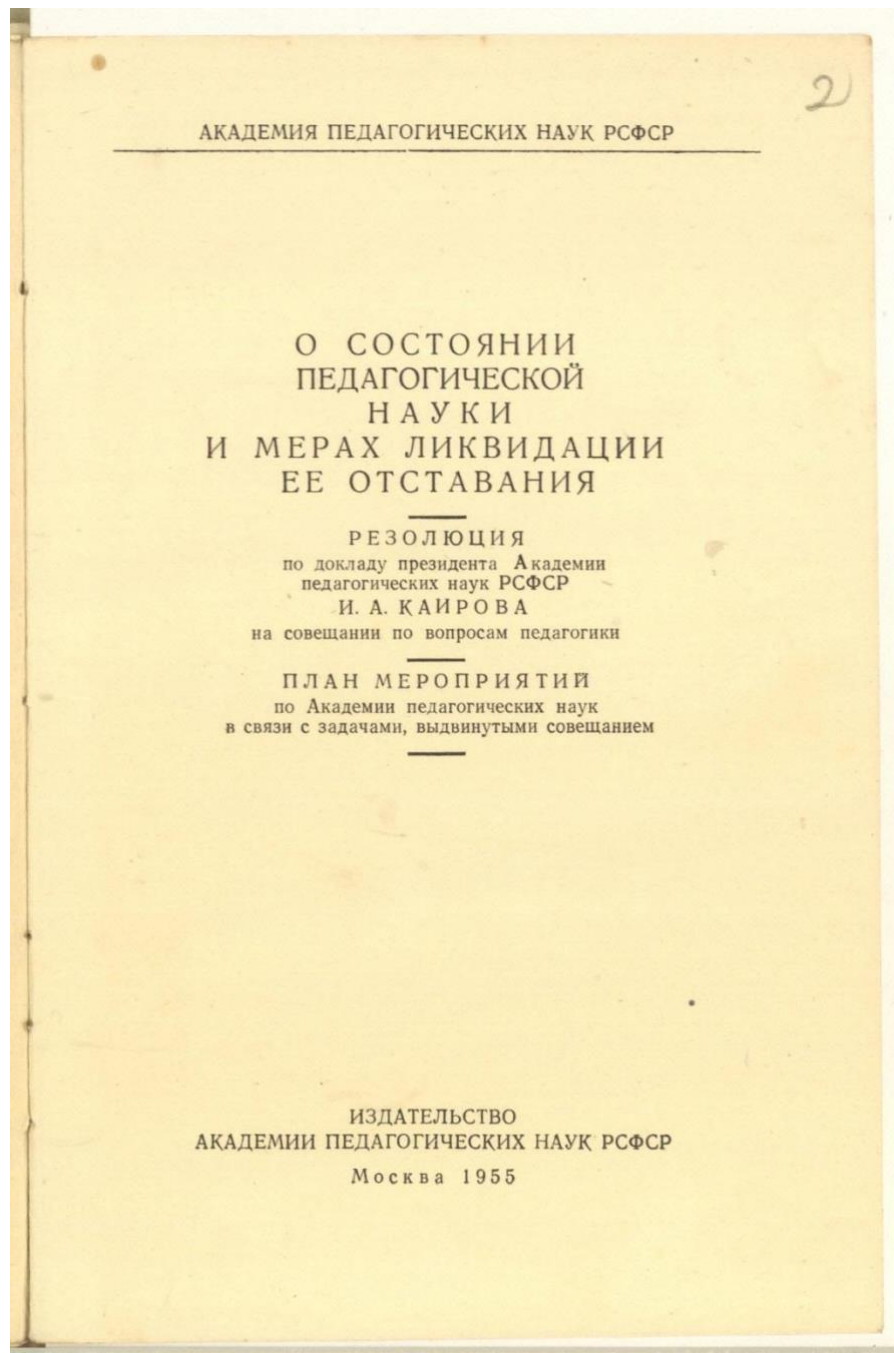 2
АКАДЕМИЯ ПЕДАГОГИЧЕСКИХ НАУК РСФСР
О СОСТОЯНИИ
ПЕДАГОГИЧЕСКОЙ
НАУКИ
И МЕРАХ ЛИКВИДАЦИИ
ЕЕ ОТСТАВАНИЯ
РЕЗОЛЮЦИЯ
по докладу президента Академии
педагогических наук РСФСР
И. А. КАИРОВА
на совещании по вопросам педагогики
ПЛАН МЕРОПРИЯТИЙ
по Академии педагогических наук
в связи с задачами, выдвинутыми совещанием
ИЗДАТЕЛЬСТВО
АКАДЕМИИ ПЕДАГОГИЧЕСКИХ НАУК РСФСР
Москва 1955